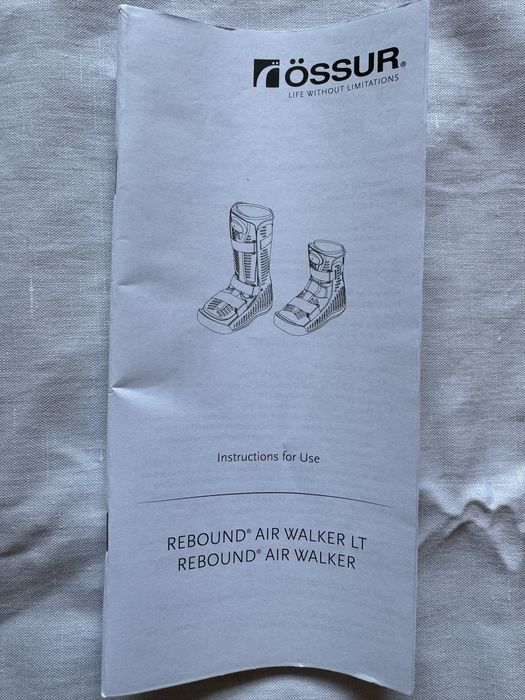 ÖSSUR®
LIFE WITHOUT LIMITATIONS
Instructions for Use
REBOUND® AIR WALKER LT
REBOUND® AIR WALKER